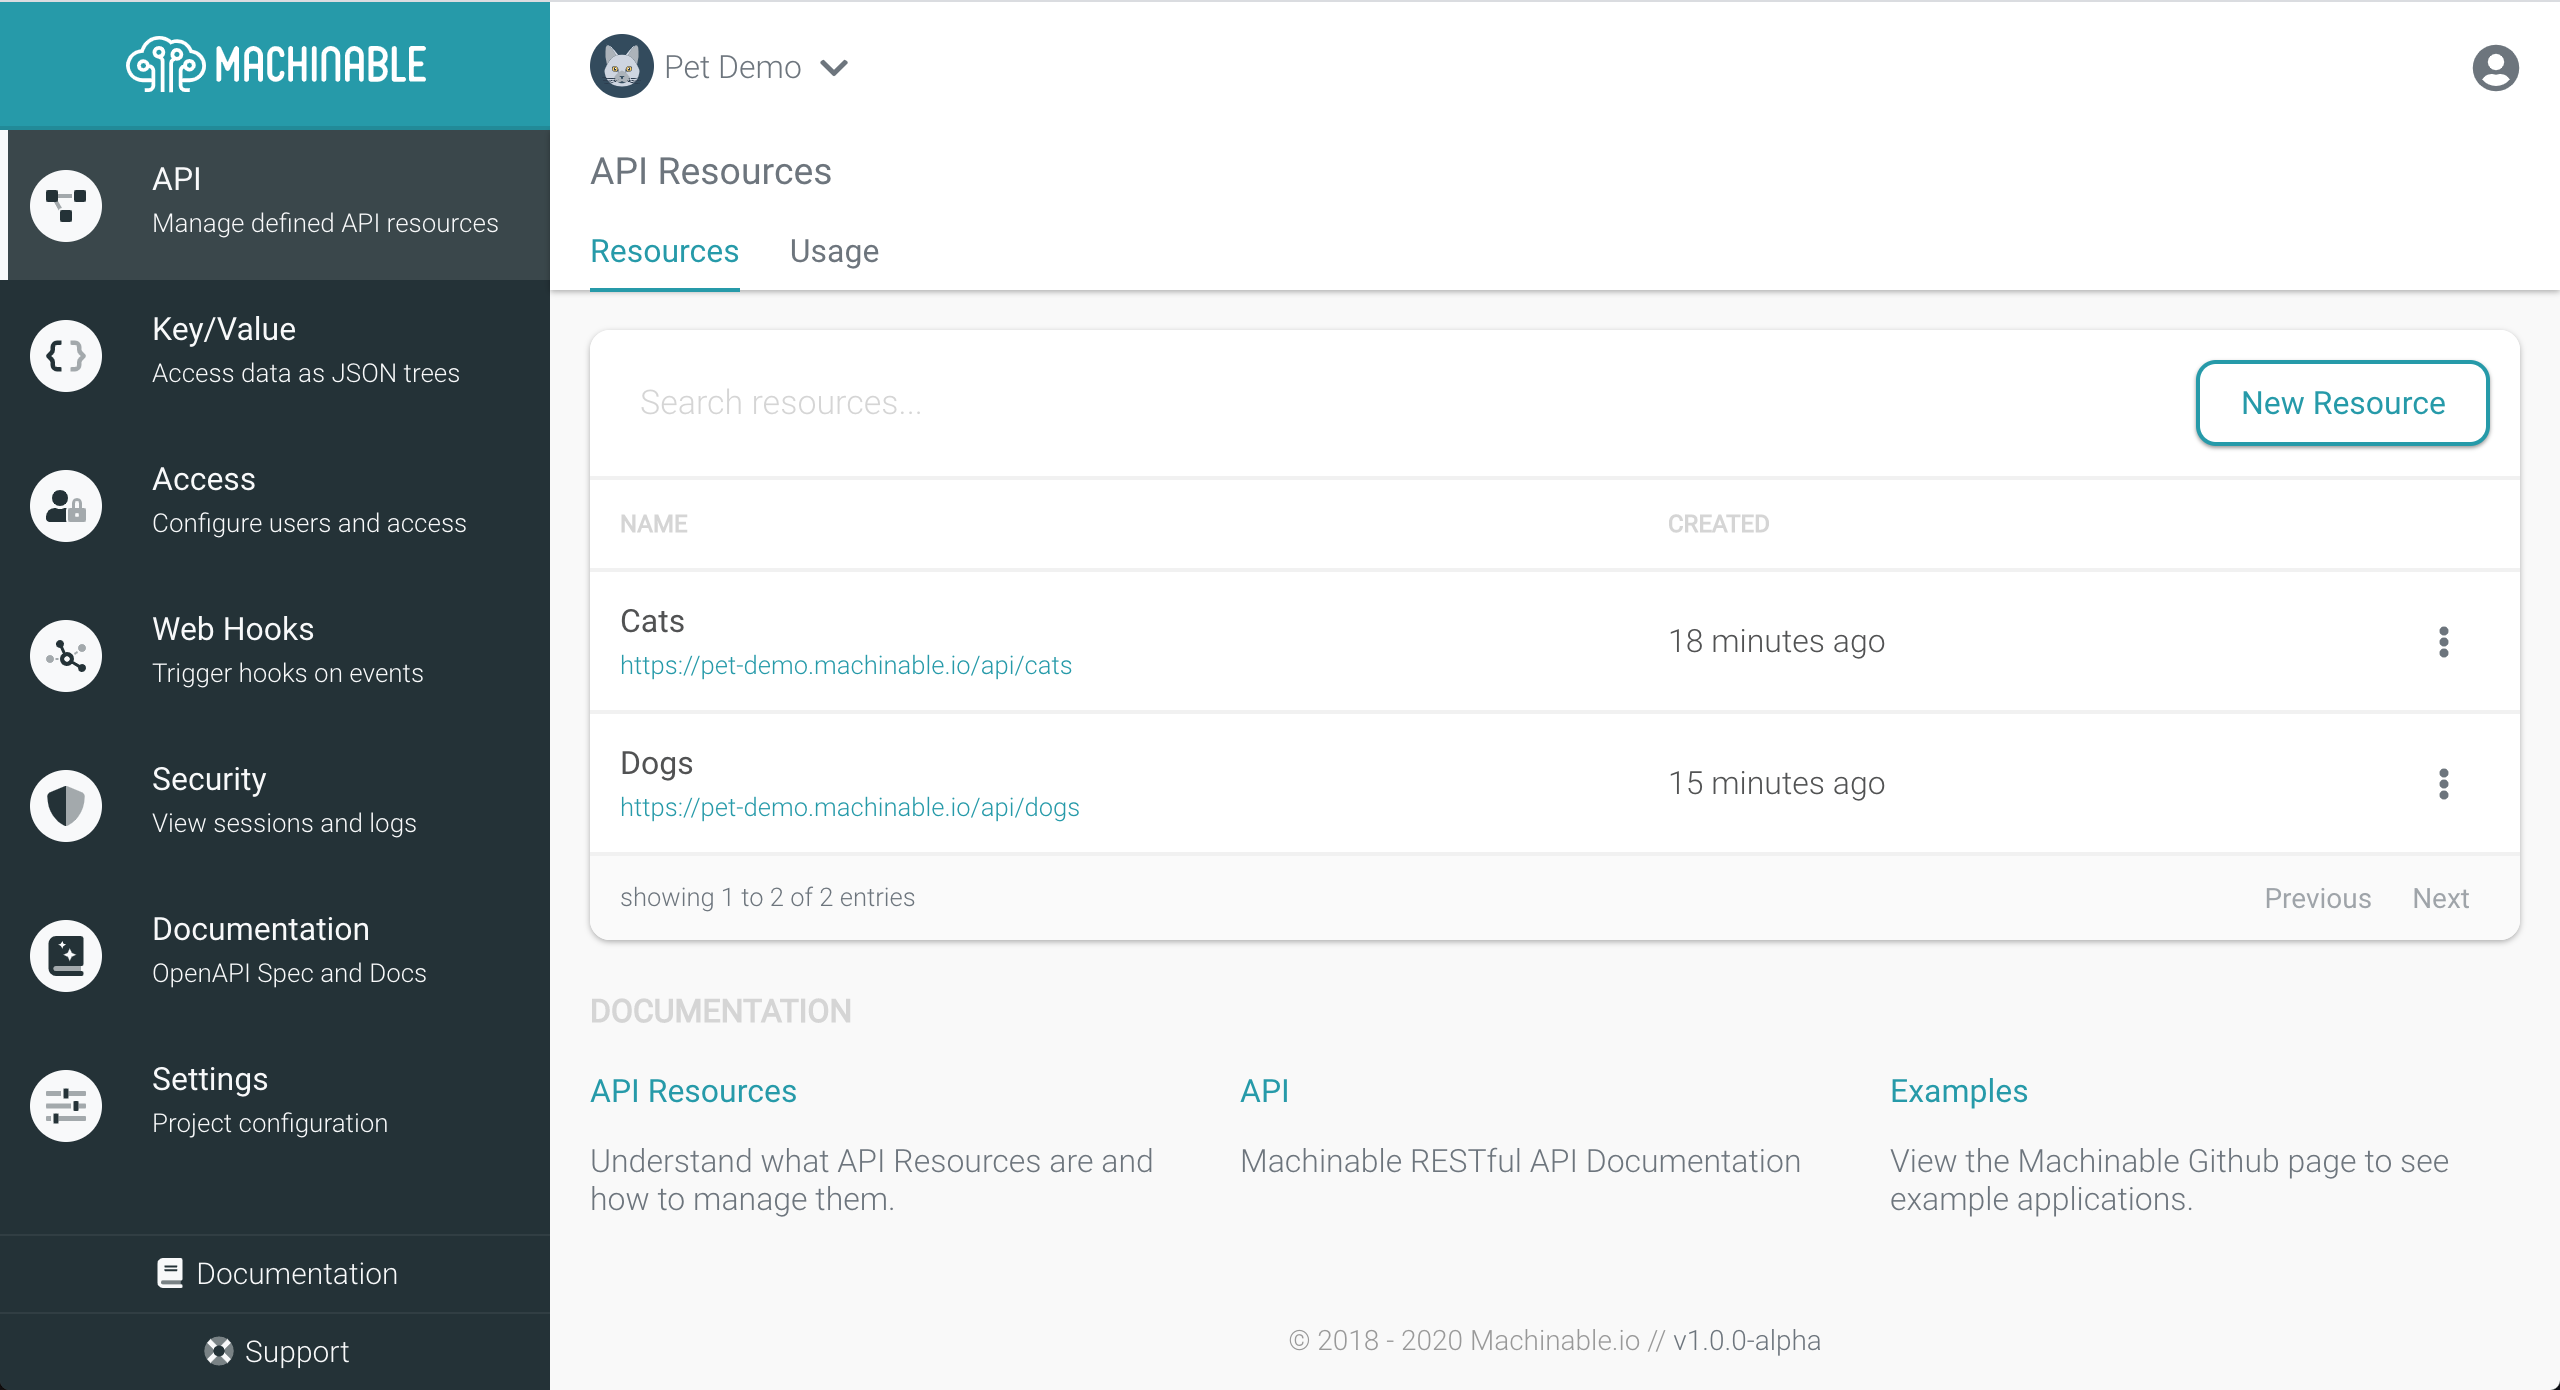 MACHINABLE
API
Manage defined API resources
Key/Value
Access data as JSON trees
Access
Configure users and access
Web Hooks
Trigger hooks on events
Security
View sessions and logs
Documentation
OpenAPI Spec and Docs
Settings
Project configuration
Documentation
Support
Pet Demo
API Resources
Resources Usage
Search resources... New Resource
NAME CREATED
Cats
https://pet-demo.machinable.io/api/cats
18 minutes ago
Dogs
https://pet-demo.machinable.io/api/dogs
15 minutes ago
showing 1 to 2 of 2 entries Previous Next
DOCUMENTATION
API Resources
Understand what API Resources are and
how to manage them.
API
Machinable RESTful API Documentation
Examples
View the Machinable Github page to see
example applications.
© 2018 - 2020 Machinable.io // v1.0.0-alpha